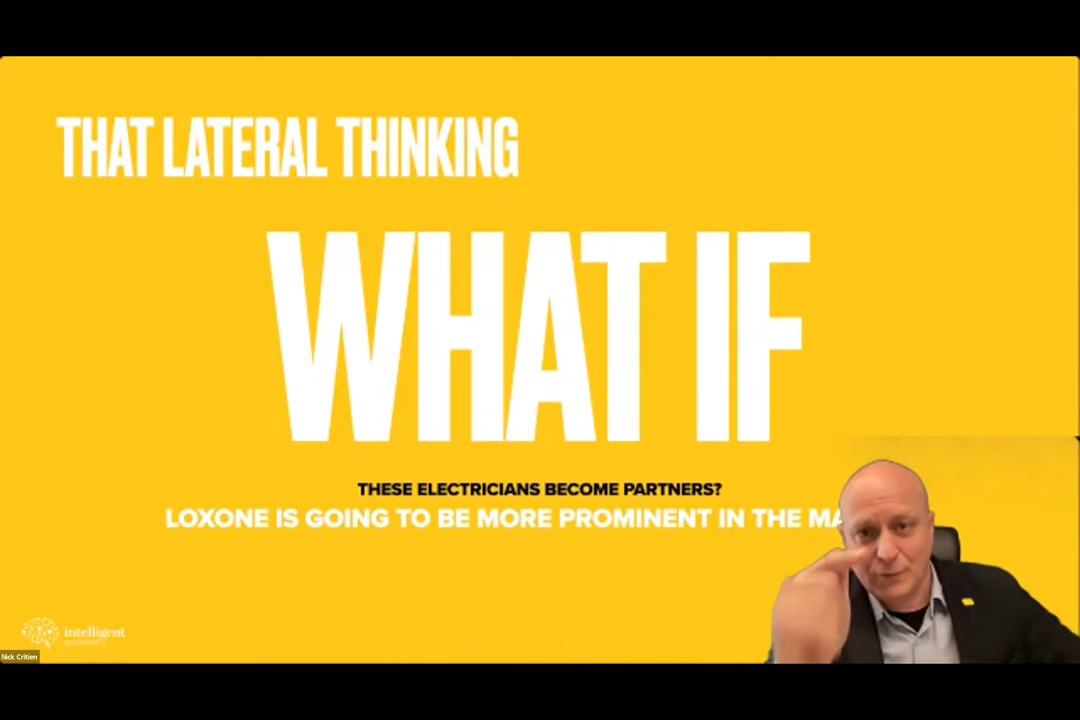 THAT LATERAL THINKING
WHAT IF
THESE ELECTRICIANS BECOME PARTNERS?
LOXONE IS GOING TO BE MORE PROMINENT IN THE MA
intelligent
Nick Critien